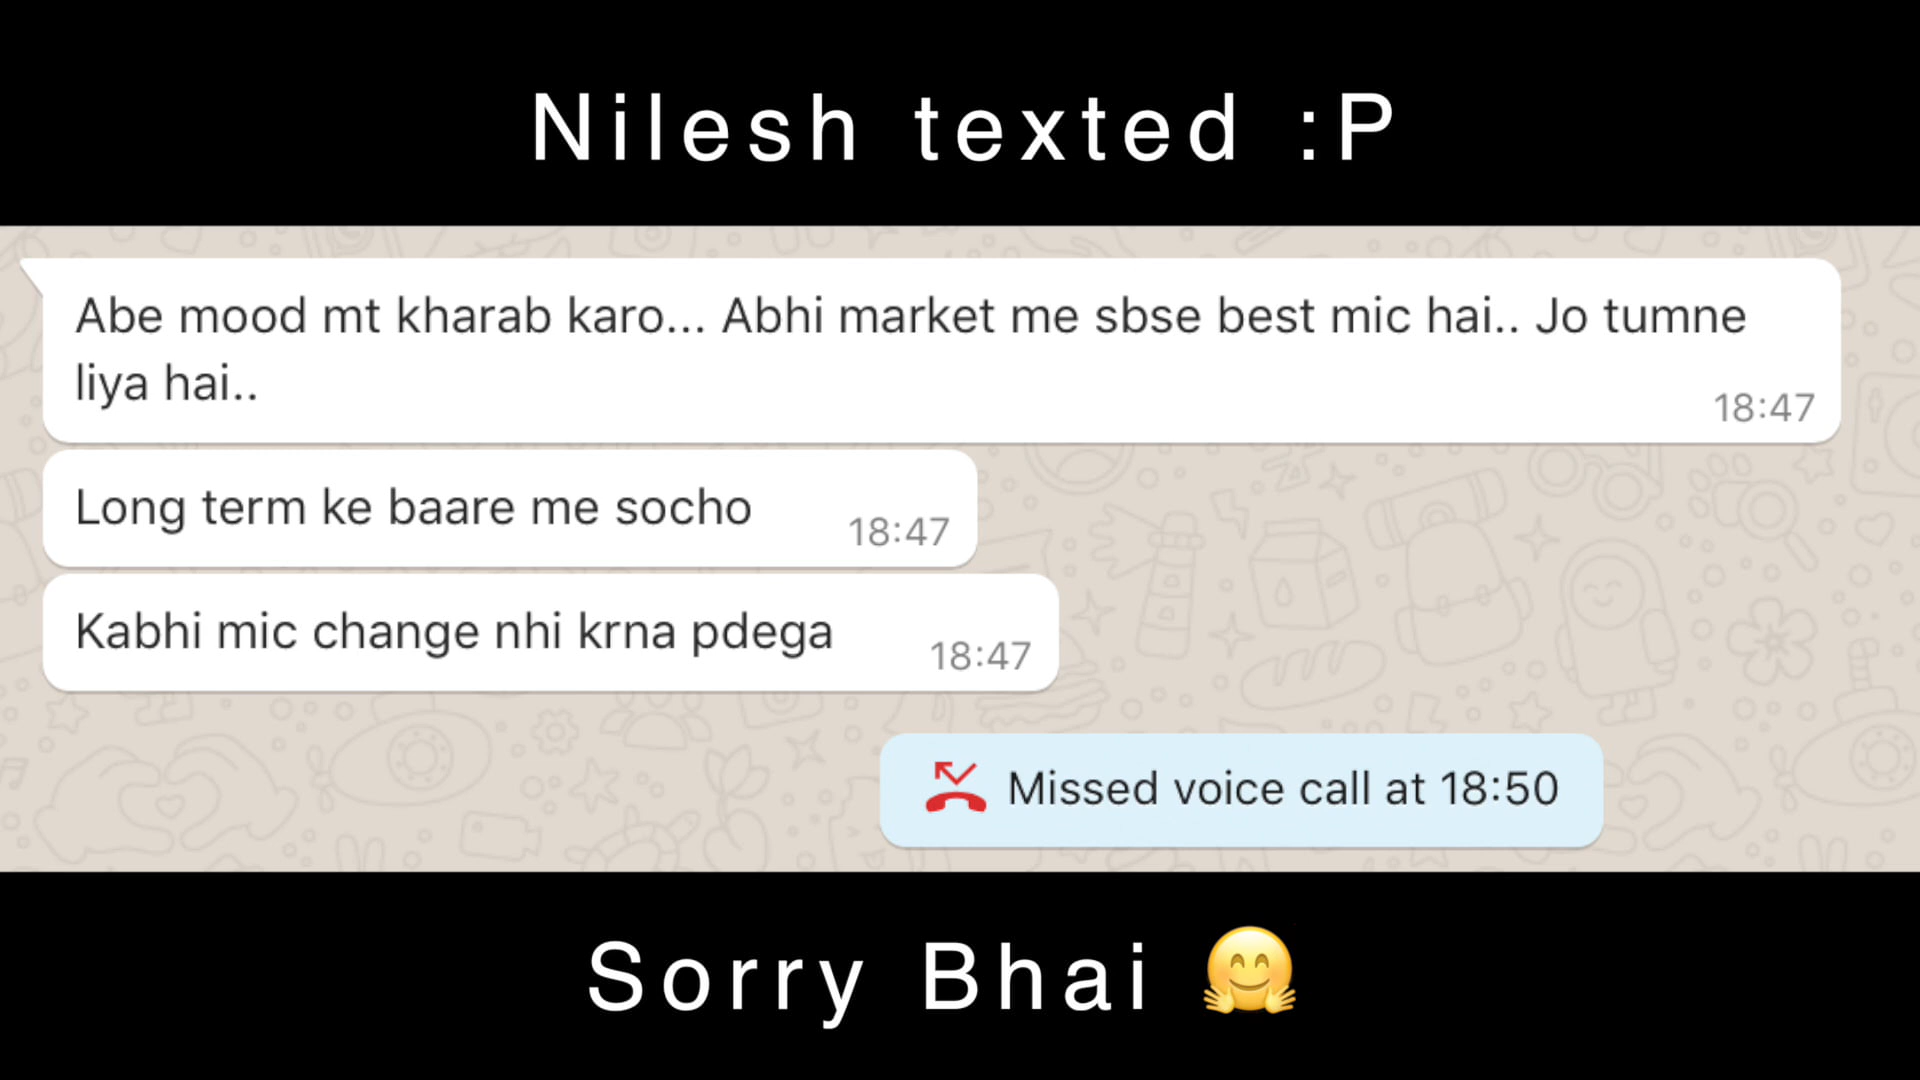 Nilesh texted :P
Abe mood mt kharab karo... Abhi market me sbse best mic hai.. Jo tumne
liya hai..
18:47
Long term ke baare me socho
18:47
Kabhi mic change nhi krna pdega
18:47
Missed voice call at 18:50
Sorry Bhai 🤗